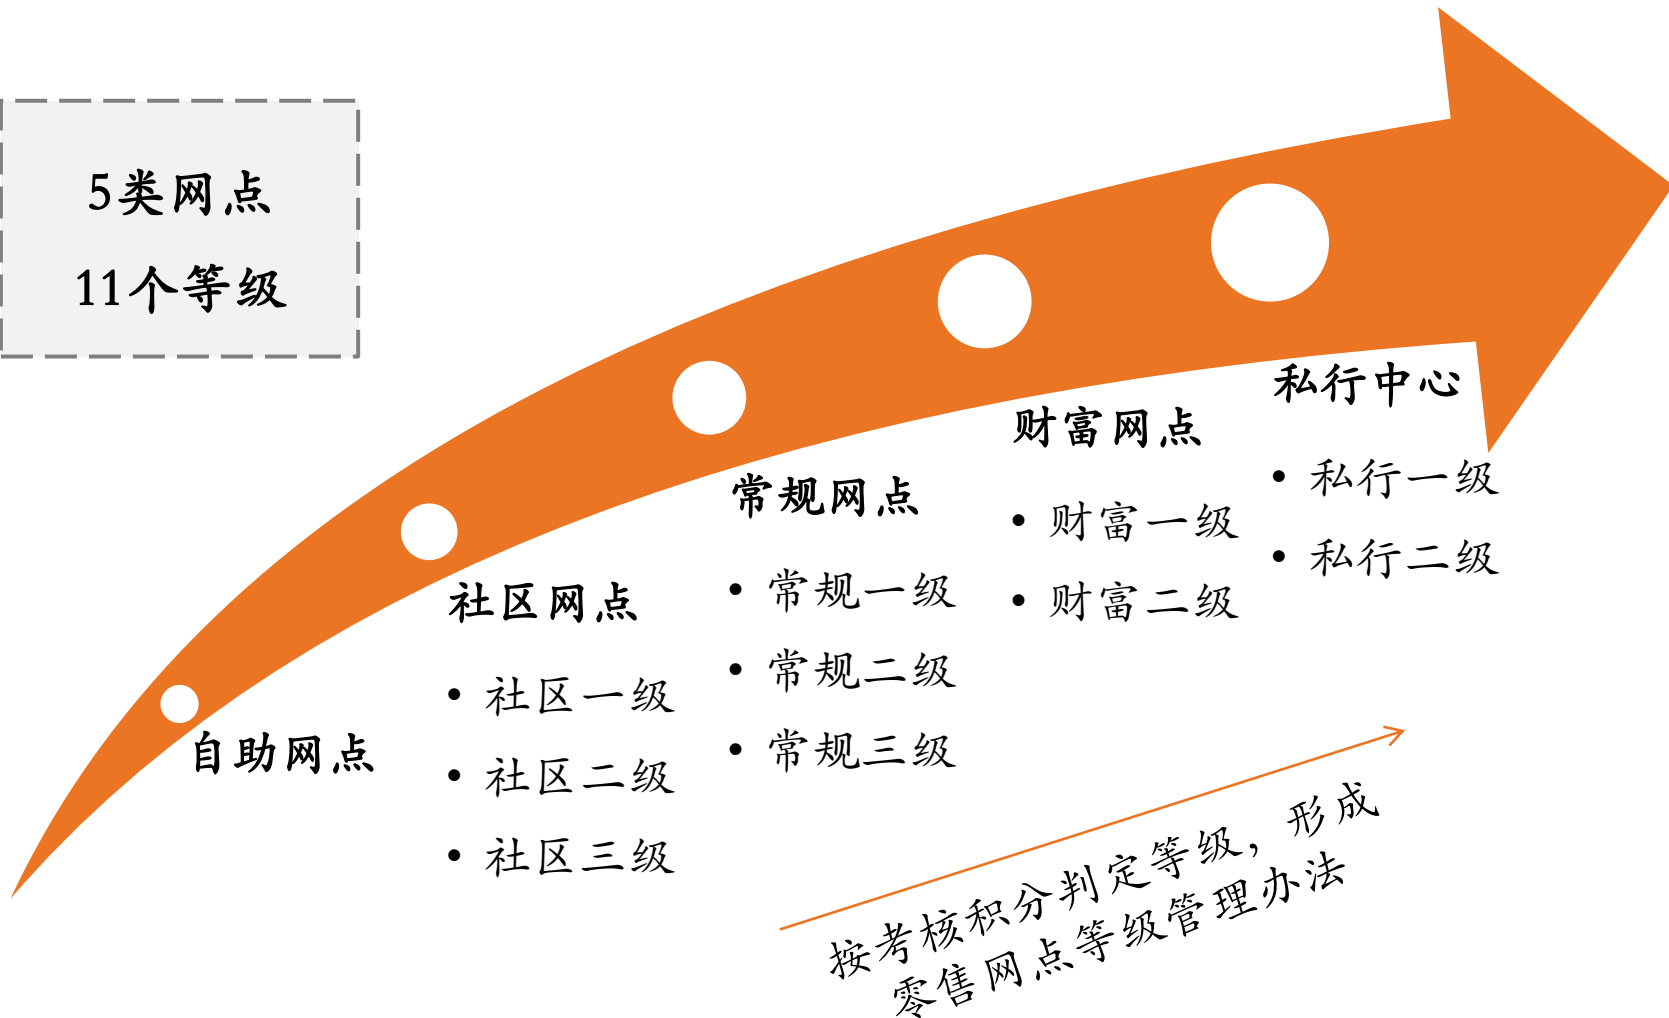 5类网点
11个等级
自助网点
社区网点
• 社区一级
• 社区二级
• 社区三级
常规网点
• 常规一级
• 常规二级
• 常规三级
财富网点
• 财富一级
• 财富二级
私行中心
• 私行一级
• 私行二级
按考核积分判定等级，形成
零售网点等级管理办法